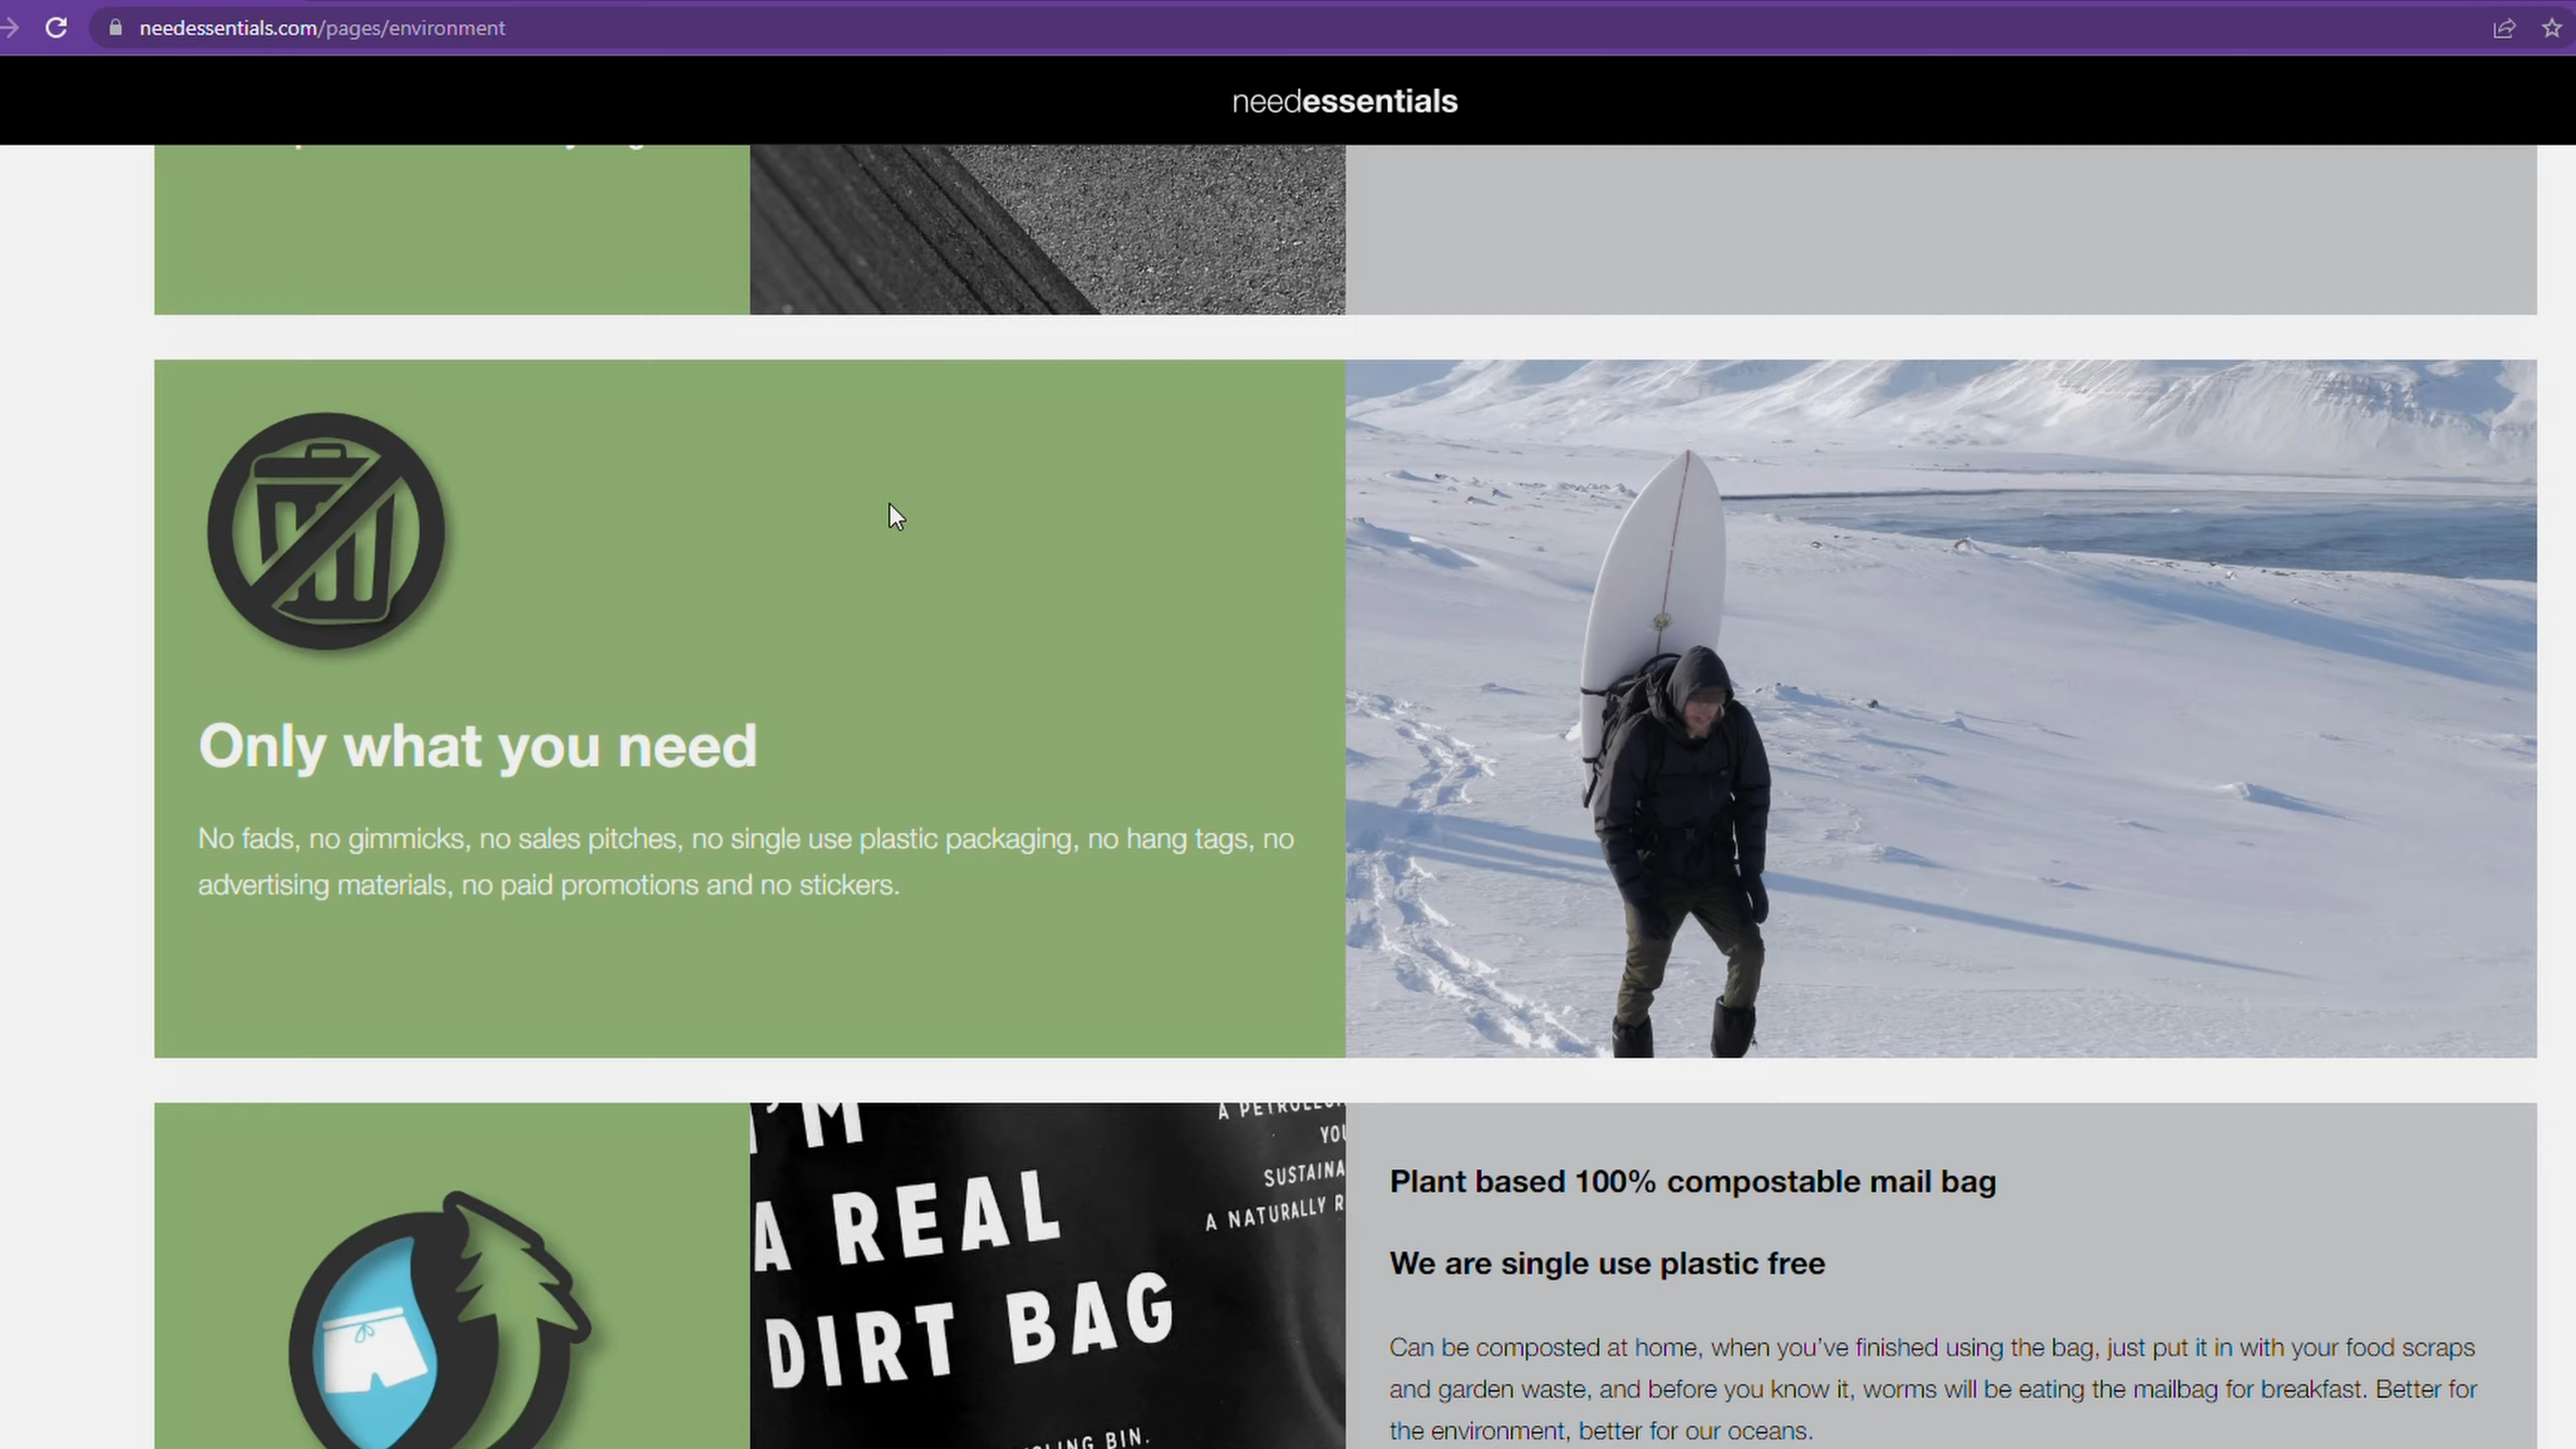 needessentials.com/pages/environment
needessentials
Only what you need
No fads, no gimmicks, no sales pitches, no single use plastic packaging, no hang tags, no
advertising materials, no paid promotions and no stickers.
I'M
A REAL
DIRT BAG
A
YOU
A NATURALLY
BIN.
Plant based 100% compostable mail bag
We are single use plastic free
Can be composted at home, when you've finished using the bag, just put it in with your food scraps
and garden waste, and before you know it, worms will be eating the mailbag for breakfast. Better for
the environment, better for our oceans.